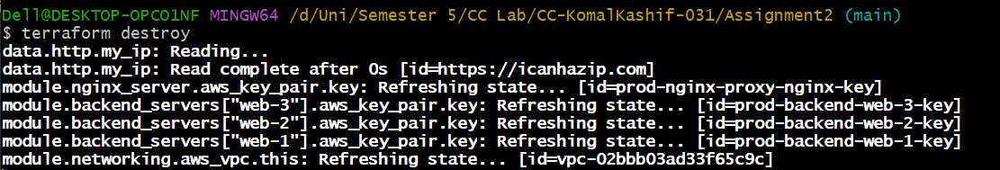 Dell@DESKTOP-OPCO1NF MINGW64 /d/Uni/Semester 5/CC Lab/CC-KomalKashif-031/Assignment2 (main)
$ terraform destroy
data.http.my_ip: Reading...
data.http.my_ip: Read complete after 0s [id=https://icanhazip.com]
module.nginx_server.aws_key_pair.key: Refreshing state... [id=prod-nginx-proxy-nginx-key]
module.backend_servers["web-3"].aws_key_pair.key: Refreshing state... [id=prod-backend-web-3-key]
module.backend_servers["web-2"].aws_key_pair.key: Refreshing state... [id=prod-backend-web-2-key]
module.backend_servers["web-1"].aws_key_pair.key: Refreshing state... [id=prod-backend-web-1-key]
module.networking.aws_vpc.this: Refreshing state... [id=vpc-02bbb03ad33f65c9c]